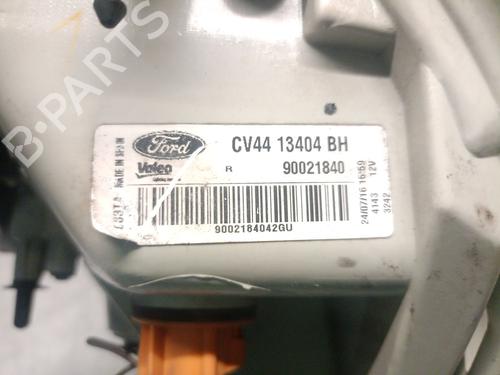 B-PARTS
Ford
CV44 13404 BH
Valeo
R
90021840
MADE IN SPAIN
9002184042GU
24/07/16 16:59
12V
4143
3242